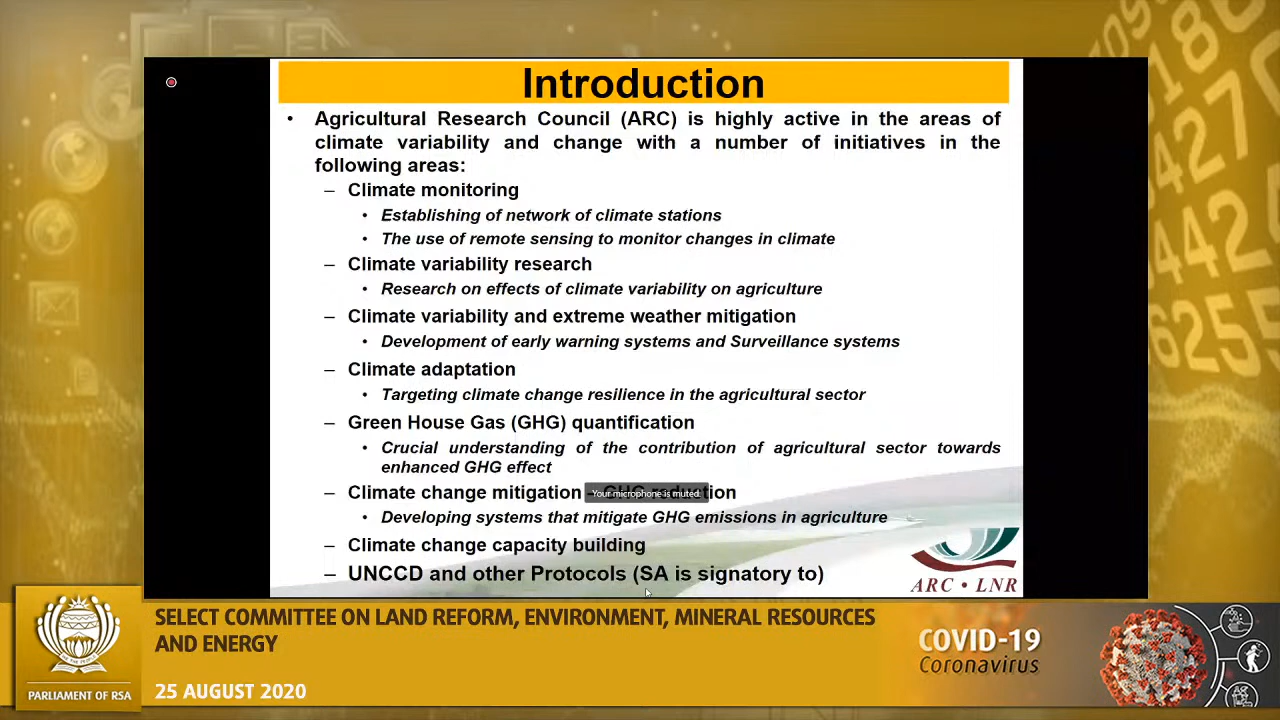 Introduction
• Agricultural Research Council (ARC) is highly active in the areas of
climate variability and change with a number of initiatives in the
following areas:
– Climate monitoring
• Establishing of network of climate stations
• The use of remote sensing to monitor changes in climate
– Climate variability research
• Research on effects of climate variability on agriculture
– Climate variability and extreme weather mitigation
• Development of early warning systems and Surveillance systems
– Climate adaptation
• Targeting climate change resilience in the agricultural sector
– Green House Gas (GHG) quantification
• Crucial understanding of the contribution of agricultural sector towards
enhanced GHG effect
– Climate change mitigation – GHG reduction
Your microphone is muted.
• Developing systems that mitigate GHG emissions in agriculture
– Climate change capacity building
– UNCCD and other Protocols (SA is signatory to)
ARC • LNR
SELECT COMMITTEE ON LAND REFORM, ENVIRONMENT, MINERAL RESOURCES
AND ENERGY
25 AUGUST 2020
PARLIAMENT OF RSA
COVID-19
Coronavirus